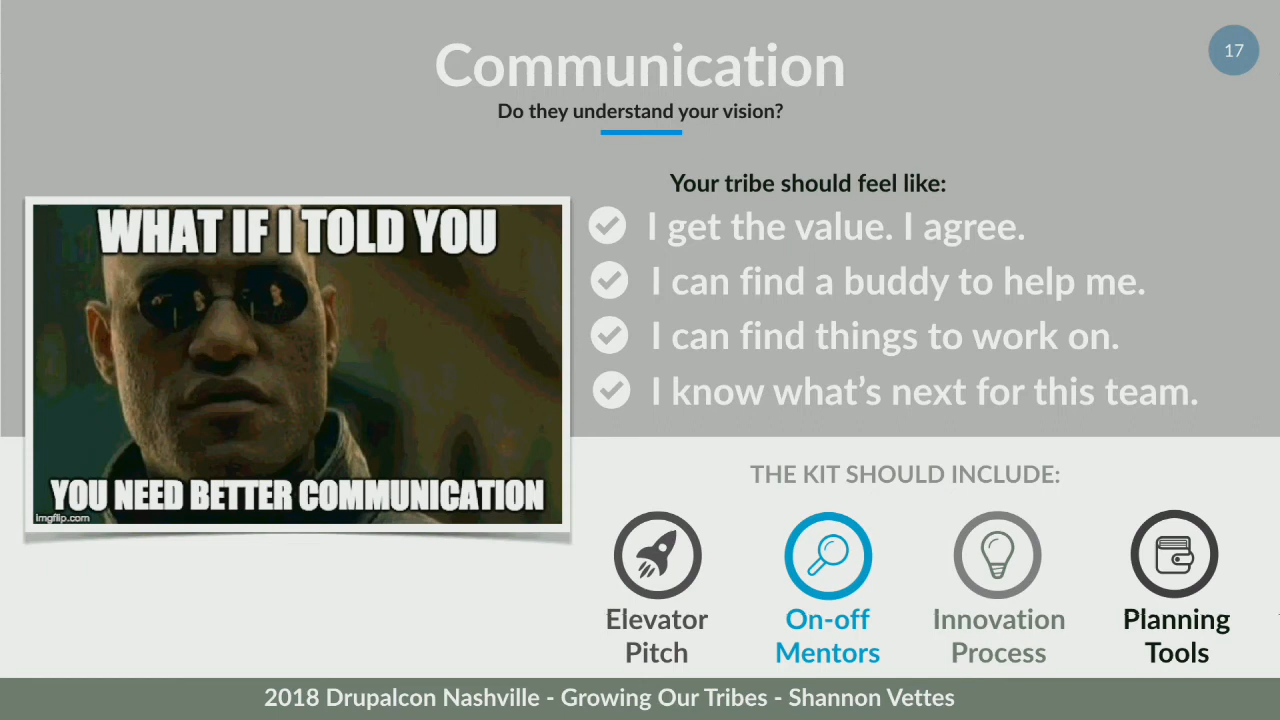 Communication
17
Do they understand your vision?
Your tribe should feel like:
I get the value. I agree.
I can find a buddy to help me.
I can find things to work on.
I know what’s next for this team.
WHAT IF I TOLD YOU
YOU NEED BETTER COMMUNICATION
imgflip.com
THE KIT SHOULD INCLUDE:
Elevator
Pitch
On-off
Mentors
Innovation
Process
Planning
Tools
2018 Drupalcon Nashville - Growing Our Tribes - Shannon Vettes